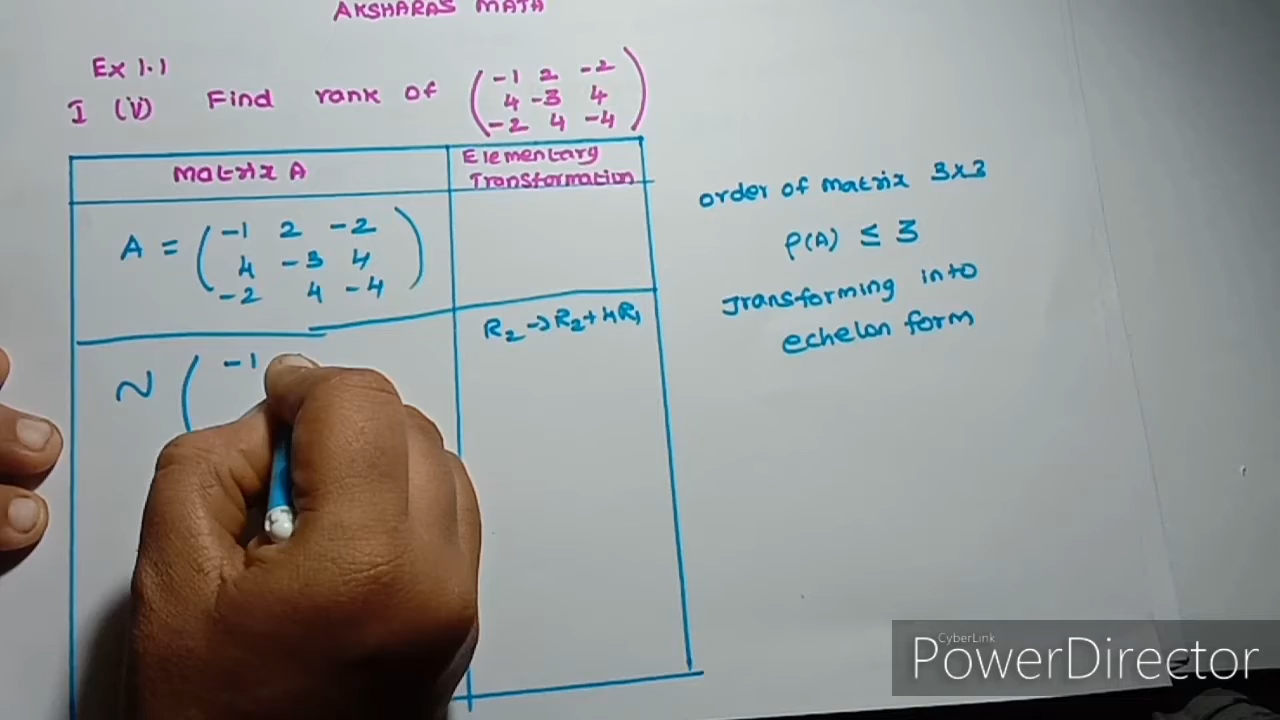 AKSHARAS MATH
Ex 1.1
I (V) Find rank of
-1 2 -2
4 -3 4
-2 4 -4
Matrix A
Elementary
Transformation
A = ( -1 2 -2
4 -3 4
-2 4 -4 )
R₂ → R₂ + 4R₁
~ ( -1
order of matrix 3x3
ρ(A) ≤ 3
Transforming into
echelon form
CyberLink
PowerDirector